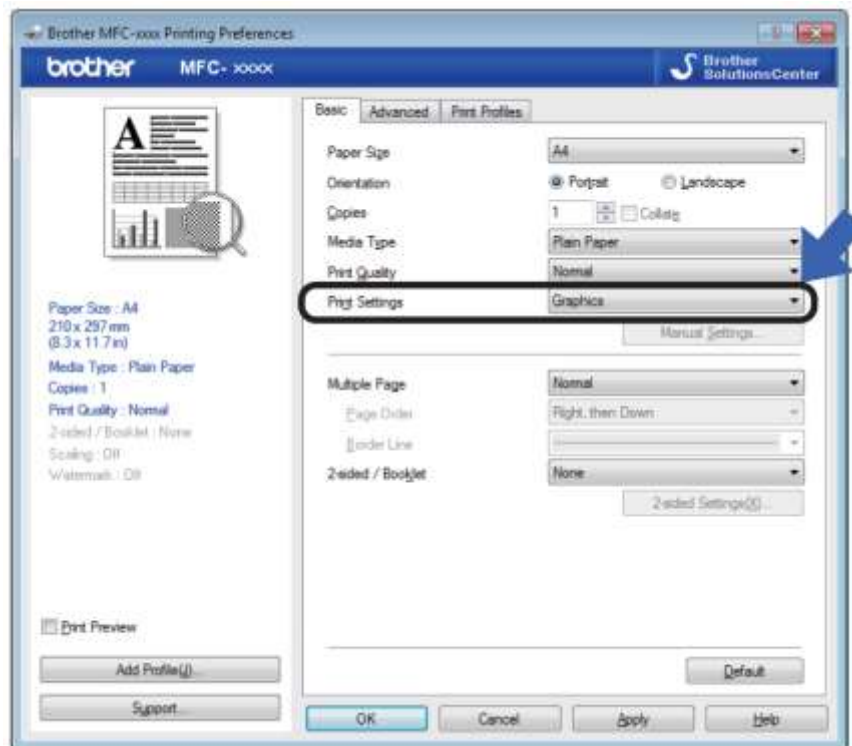 Brother MFC-xxxx Printing Preferences
brother MFC- xxxx
Brother
SolutionsCenter
A
Paper Size : A4
210 x 297 mm
(8.3 x 11.7 in)
Media Type : Plain Paper
Copies : 1
Print Quality : Normal
2-sided / Booklet : None
Scaling : Off
Watermark : Off
Print Preview
Add Profile(J)...
Support...
Basic Advanced Print Profiles
Paper Size A4
Orientation Portrait Landscape
Copies 1 Collate
Media Type Plain Paper
Print Quality Normal
Print Settings Graphics
Manual Settings...
Multiple Page Normal
Page Order Right, then Down
Border Line
2-sided / Booklet None
2-sided Settings(X)...
Default
OK Cancel Apply Help